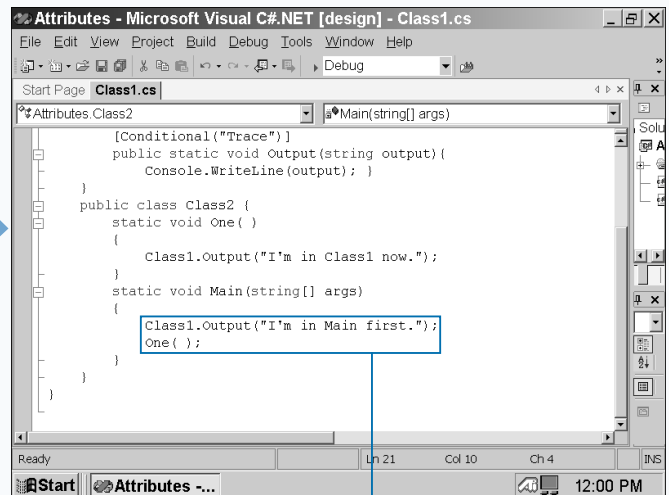 Attributes - Microsoft Visual C#.NET [design] - Class1.cs
File Edit View Project Build Debug Tools Window Help
Debug
Start Page Class1.cs
Attributes.Class2 Main(string[] args)
[Conditional("Trace")]
public static void Output(string output){
Console.WriteLine(output); }
}
public class Class2 {
static void One( )
{
Class1.Output("I'm in Class1 now.");
}
static void Main(string[] args)
{
Class1.Output("I'm in Main first.");
One( );
}
}
}
Solu
A
Ready Ln 21 Col 10 Ch 4 INS
Start Attributes -... 12:00 PM